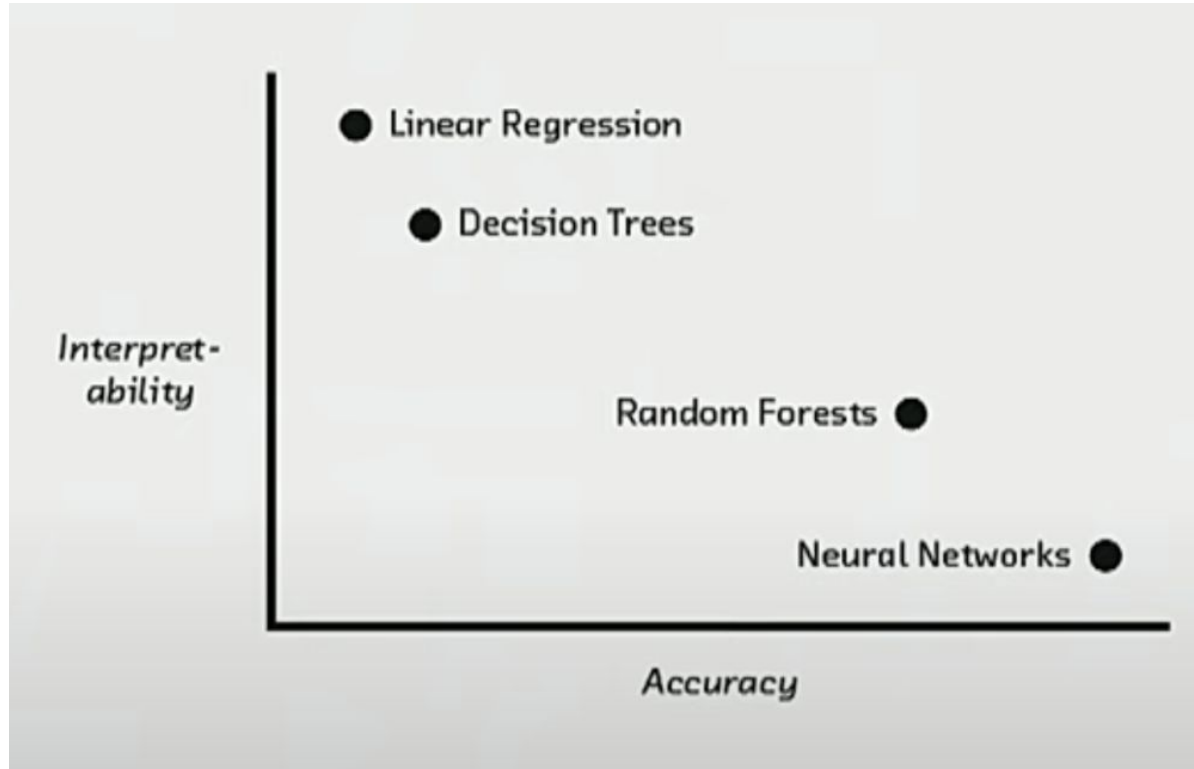 Linear Regression
Decision Trees
Interpret-
ability
Random Forests
Neural Networks
Accuracy